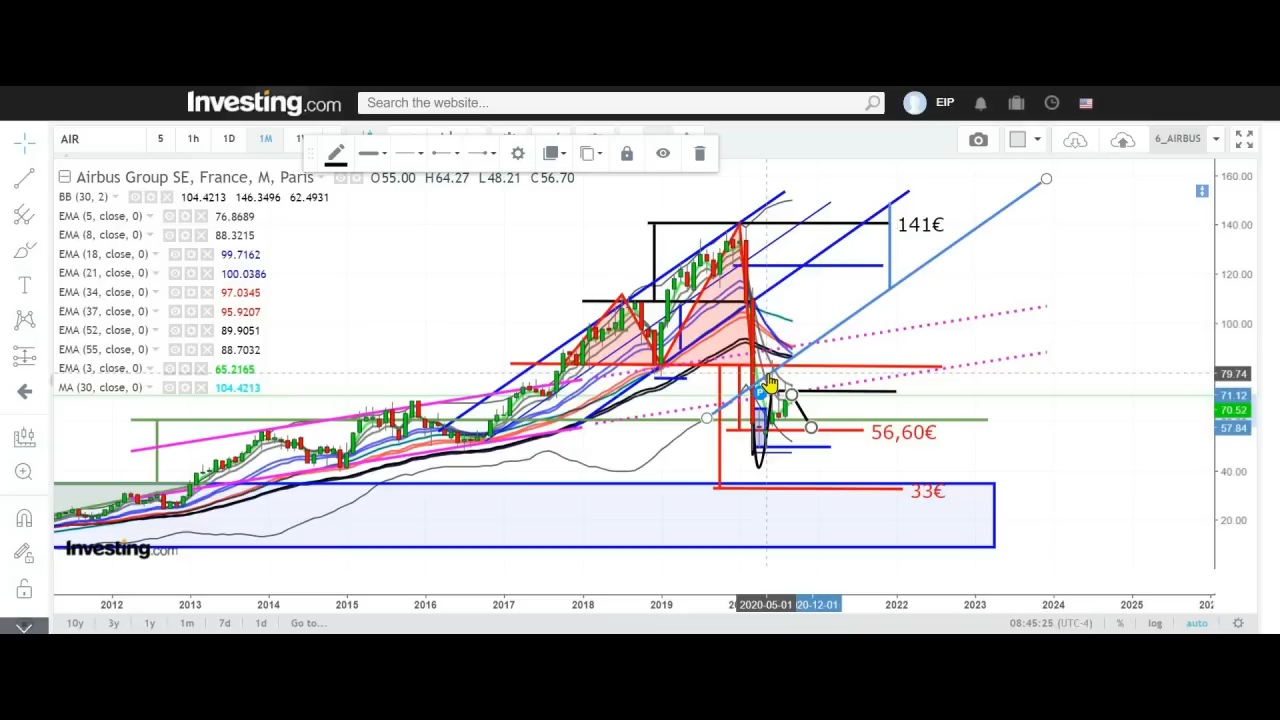 Investing.com Search the website... EIP
AIR 5 1h 1D 1M 6_AIRBUS
Airbus Group SE, France, M, Paris O55.00 H64.27 L48.21 C56.70
BB (30, 2) 104.4213 146.3496 62.4931
EMA (5, close, 0) 76.8689
EMA (8, close, 0) 88.3215
EMA (18, close, 0) 99.7162
EMA (21, close, 0) 100.0386
EMA (34, close, 0) 97.0345
EMA (37, close, 0) 95.9207
EMA (52, close, 0) 89.9051
EMA (55, close, 0) 88.7032
EMA (3, close, 0) 65.2165
MA (30, close, 0) 104.4213
160.00
140.00
120.00
100.00
79.74
71.12
70.52
57.84
40.00
20.00
141€
56,60€
33€
P
Investing.com
2012 2013 2014 2015 2016 2017 2018 2019 2020-05-01 20-12-01 2022 2023 2024 2025
10y 3y 1y 1m 7d 1d Go to... 08:45:25 (UTC-4) % log auto